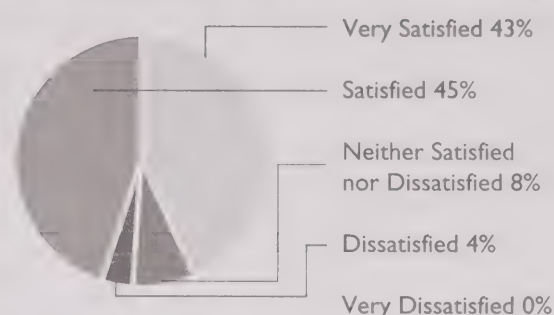 Very Satisfied 43%
Satisfied 45%
Neither Satisfied
nor Dissatisfied 8%
Dissatisfied 4%
Very Dissatisfied 0%